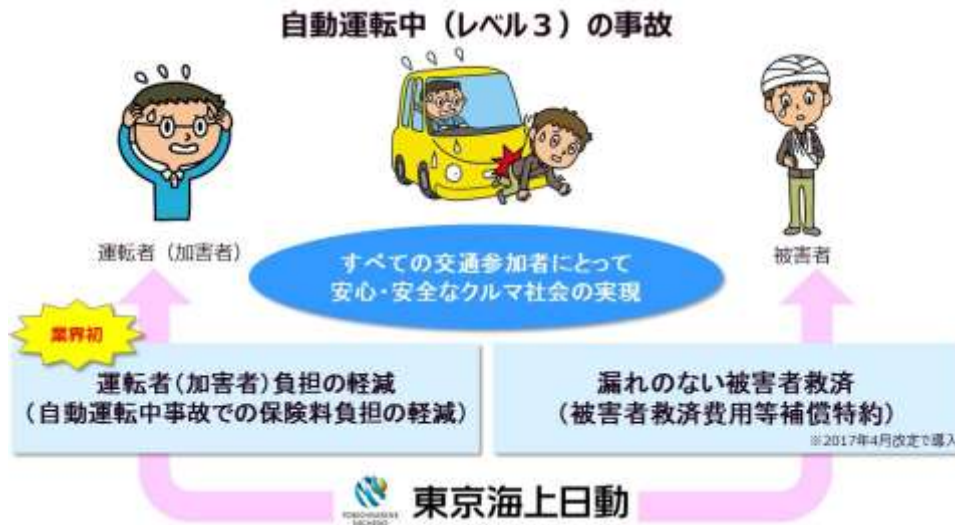 自動運転中（レベル３）の事故
運転者（加害者）
被害者
すべての交通参加者にとって
安心・安全なクルマ社会の実現
業界初
運転者（加害者）負担の軽減
（自動運転中事故での保険料負担の軽減）
漏れのない被害者救済
（被害者救済費用等補償特約）
※2017年4月改定で導入
東京海上日動